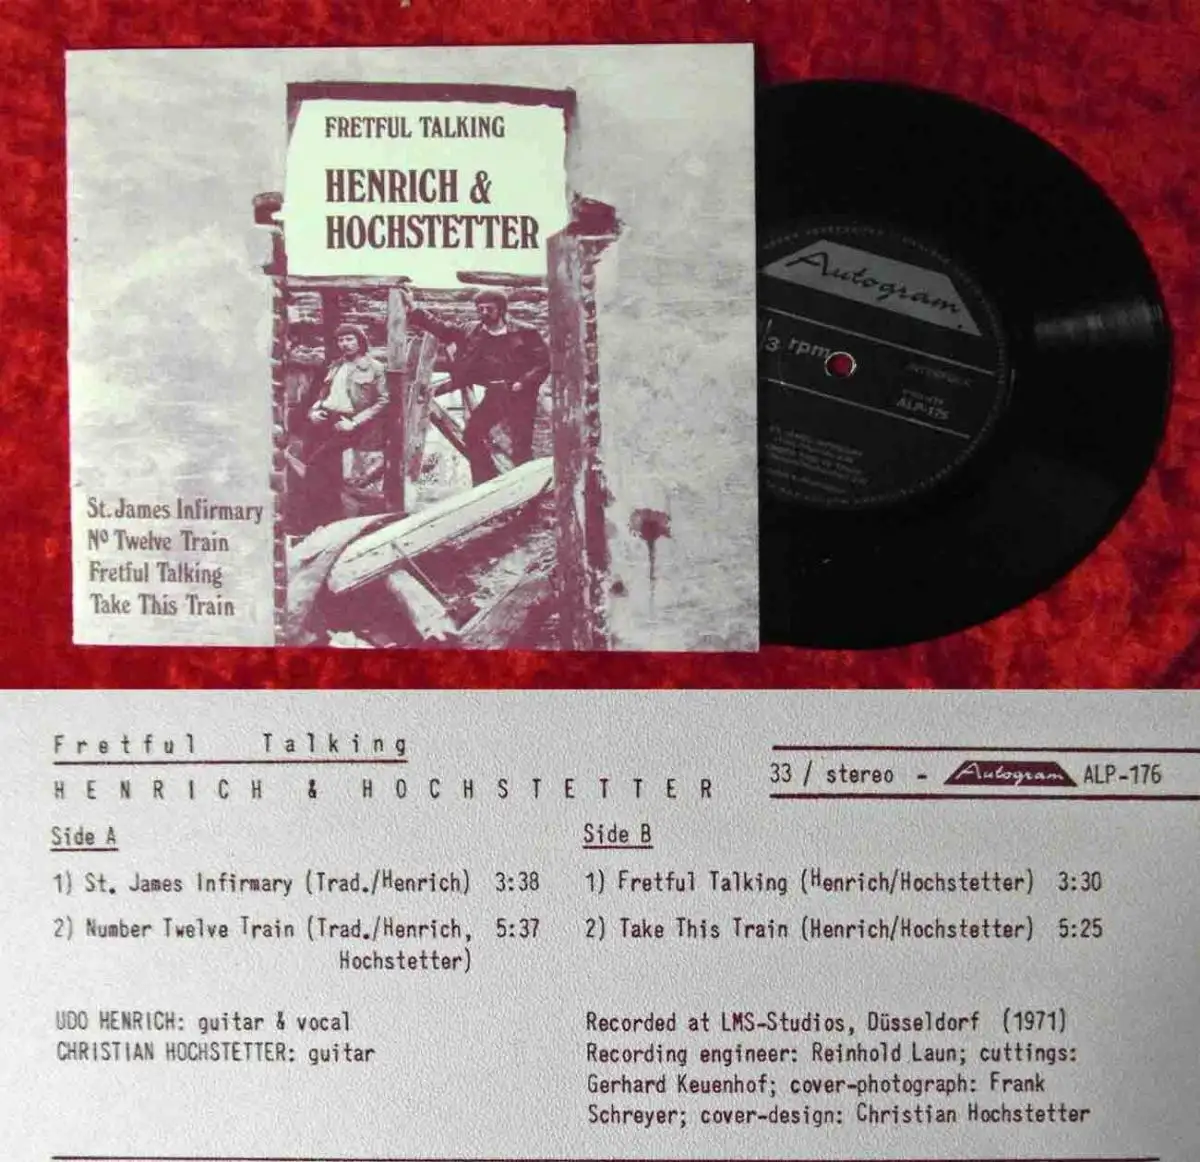 FRETFUL TALKING
HENRICH &
HOCHSTETTER
St. James Infirmary
Nº Twelve Train
Fretful Talking
Take This Train
Autogram
/3 rpm
ALP-176
Fretful Talking
HENRICH & HOCHSTETTER
33 / stereo - Autogram ALP-176
Side A
1) St. James Infirmary (Trad./Henrich) 3:38
2) Number Twelve Train (Trad./Henrich, 5:37
Hochstetter)
Side B
1) Fretful Talking (Henrich/Hochstetter) 3:30
2) Take This Train (Henrich/Hochstetter) 5:25
UDO HENRICH: guitar & vocal
CHRISTIAN HOCHSTETTER: guitar
Recorded at LMS-Studios, Düsseldorf (1971)
Recording engineer: Reinhold Laun; cuttings:
Gerhard Keuenhof; cover-photograph: Frank
Schreyer; cover-design: Christian Hochstetter